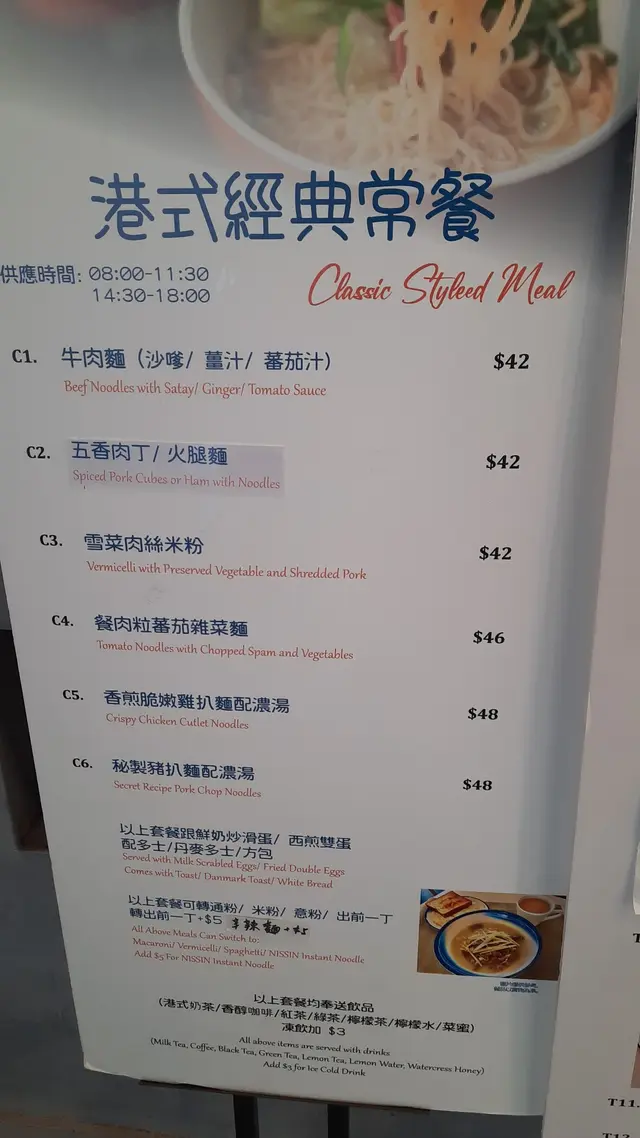 港式經典常餐
供應時間: 08:00-11:30
14:30-18:00
Classic Styleed Meal
C1. 牛肉麵 (沙嗲/ 薑汁/ 蕃茄汁) $42
Beef Noodles with Satay/ Ginger/ Tomato Sauce
C2. 五香肉丁/ 火腿麵 $42
Spiced Pork Cubes or Ham with Noodles
C3. 雪菜肉絲米粉 $42
Vermicelli with Preserved Vegetable and Shredded Pork
C4. 餐肉粒蕃茄雜菜麵 $46
Tomato Noodles with Chopped Spam and Vegetables
C5. 香煎脆嫩雞扒麵配濃湯 $48
Crispy Chicken Cutlet Noodles
C6. 秘製豬扒麵配濃湯 $48
Secret Recipe Pork Chop Noodles
以上套餐跟鮮奶炒滑蛋/ 西煎雙蛋
配多士/丹麥多士/方包
Served with Milk Scrabled Eggs/ Fried Double Eggs
Comes with Toast/ Danmark Toast/ White Bread
以上套餐可轉通粉/ 米粉/ 意粉/ 出前一丁
轉出前一丁+$5 辛辣麵+$5
All Above Meals Can Switch to:
Macaroni/ Vermicelli/ Spaghetti/ NISSIN Instant Noodle
Add $5 For NISSIN Instant Noodle
以上套餐均奉送飲品
(港式奶茶/香醇咖啡/紅茶/綠茶/檸檬茶/檸檬水/菜蜜)
凍飲加 $3
All above items are served with drinks
(Milk Tea, Coffee, Black Tea, Green Tea, Lemon Tea, Lemon Water, Watercress Honey)
Add $3 for Ice Cold Drink
T11.